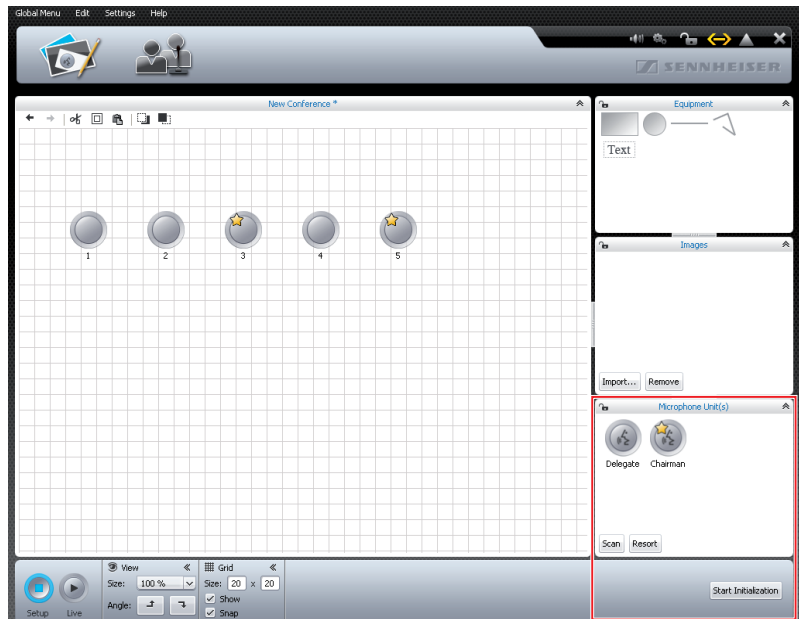 Global Menu Edit Settings Help
SENNHEISER
New Conference *
1 2 3 4 5
Equipment
Text
Images
Import... Remove
Microphone Unit(s)
Delegate Chairman
Scan Resort
Start Initialization
View
Size: 100 %
Angle:
Grid
Size: 20 x 20
Show
Snap
Setup Live